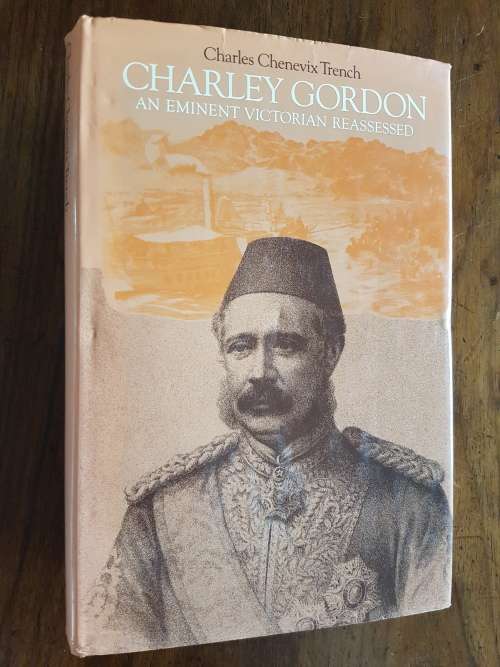 Charles Chenevix Trench
CHARLEY GORDON
AN EMINENT VICTORIAN REASSESSED